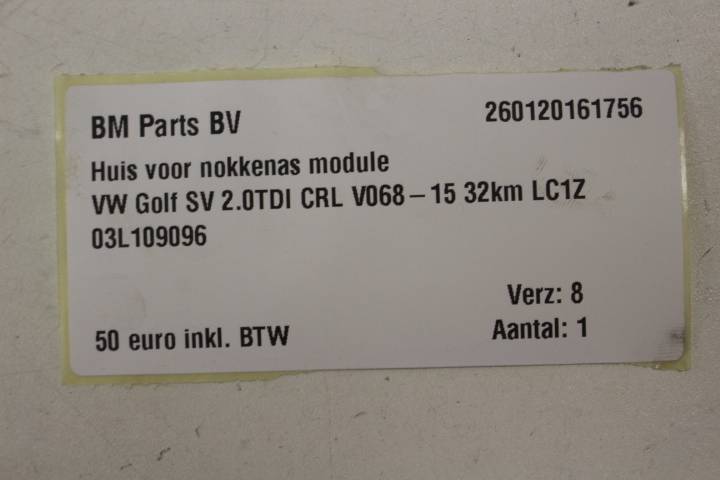 BM Parts BV
260120161756
Huis voor nokkenas module
VW Golf SV 2.0TDI CRL V068-15 32km LC1Z
03L109096
Verz: 8
50 euro inkl. BTW
Aantal: 1